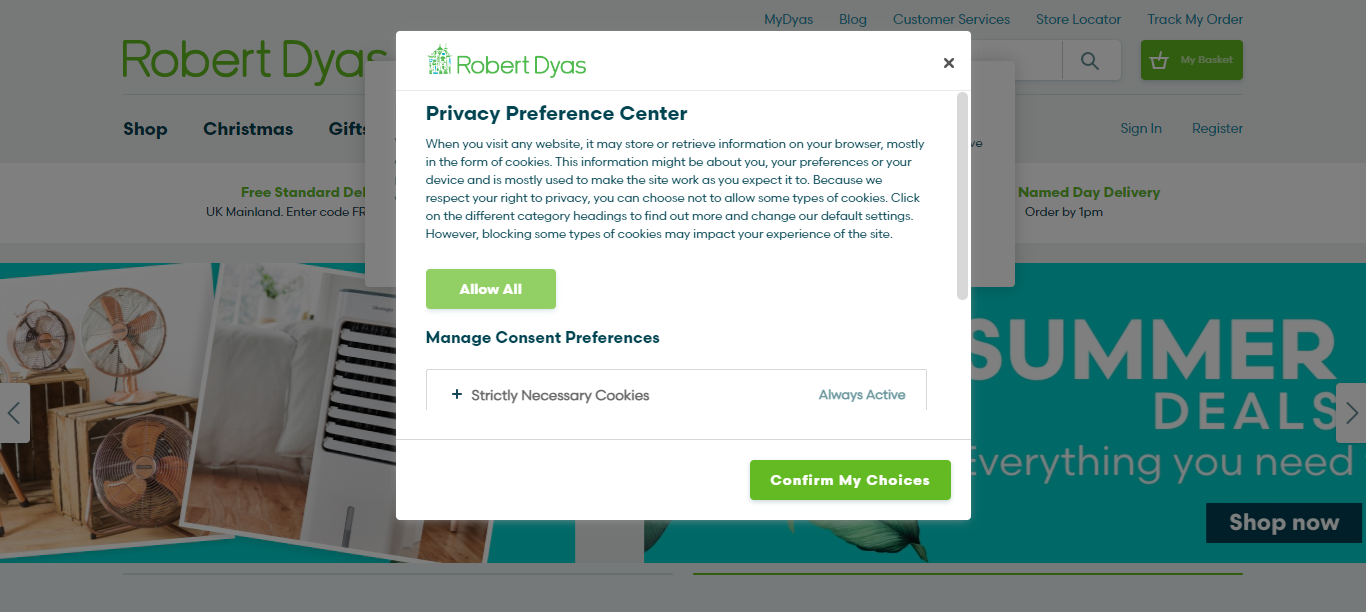 MyDyas Blog Customer Services Store Locator Track My Order
Robert Dyas
My Basket
Robert Dyas
Shop Christmas Gifts
Sign In Register
Privacy Preference Center
When you visit any website, it may store or retrieve information on your browser, mostly
in the form of cookies. This information might be about you, your preferences or your
device and is mostly used to make the site work as you expect it to. Because we
respect your right to privacy, you can choose not to allow some types of cookies. Click
on the different category headings to find out more and change our default settings.
However, blocking some types of cookies may impact your experience of the site.
Free Standard Del
UK Mainland. Enter code FR
Named Day Delivery
Order by 1pm
Allow All
Manage Consent Preferences
+ Strictly Necessary Cookies Always Active
Confirm My Choices
SUMMER
DEALS
Everything you need
Shop now